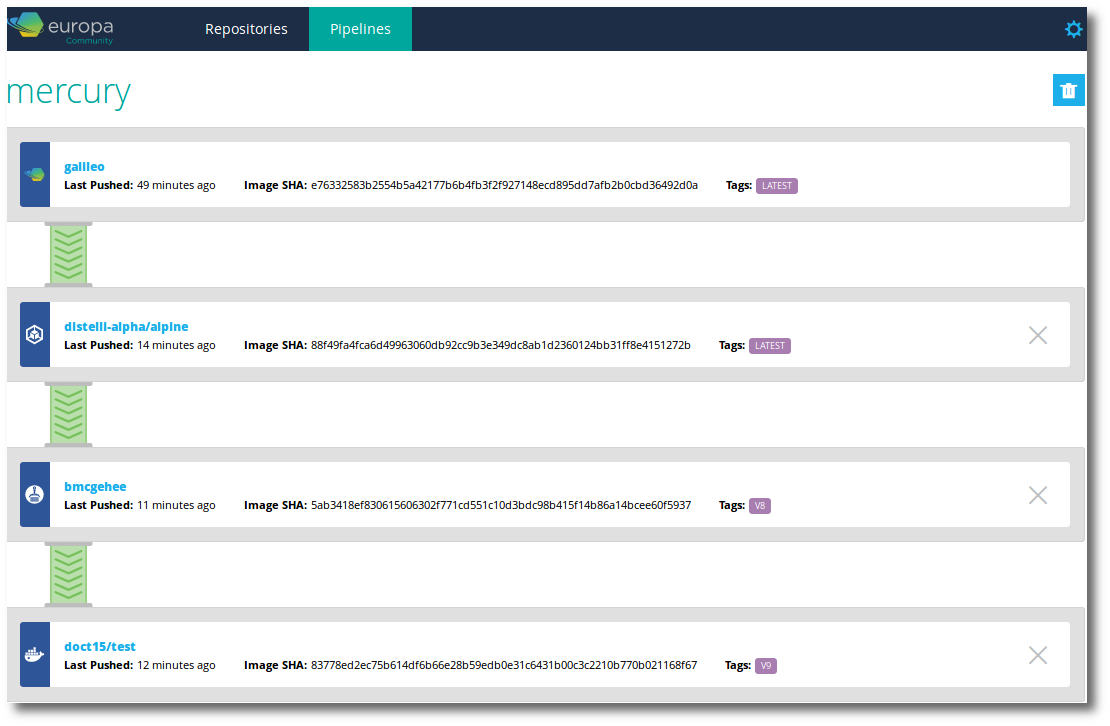 europa
Community
Repositories
Pipelines
mercury
galileo
Last Pushed: 49 minutes ago Image SHA: e76332583b2554b5a42177b6b4fb3f2f927148ecd895dd7afb2b0cbd36492d0a Tags: LATEST
distelli-alpha/alpine
Last Pushed: 14 minutes ago Image SHA: 88f49fa4fca6d49963060db92cc9b3e349dc8ab1d2360124bb31ff8e4151272b Tags: LATEST
bmcgehee
Last Pushed: 11 minutes ago Image SHA: 5ab3418ef830615606302f771cd551c10d3bdc98b415f14b86a14bcee60f5937 Tags: V8
doct15/test
Last Pushed: 12 minutes ago Image SHA: 83778ed2ec75b614df6b66e28b59edb0e31c6431b00c3c2210b770b021168f67 Tags: V9